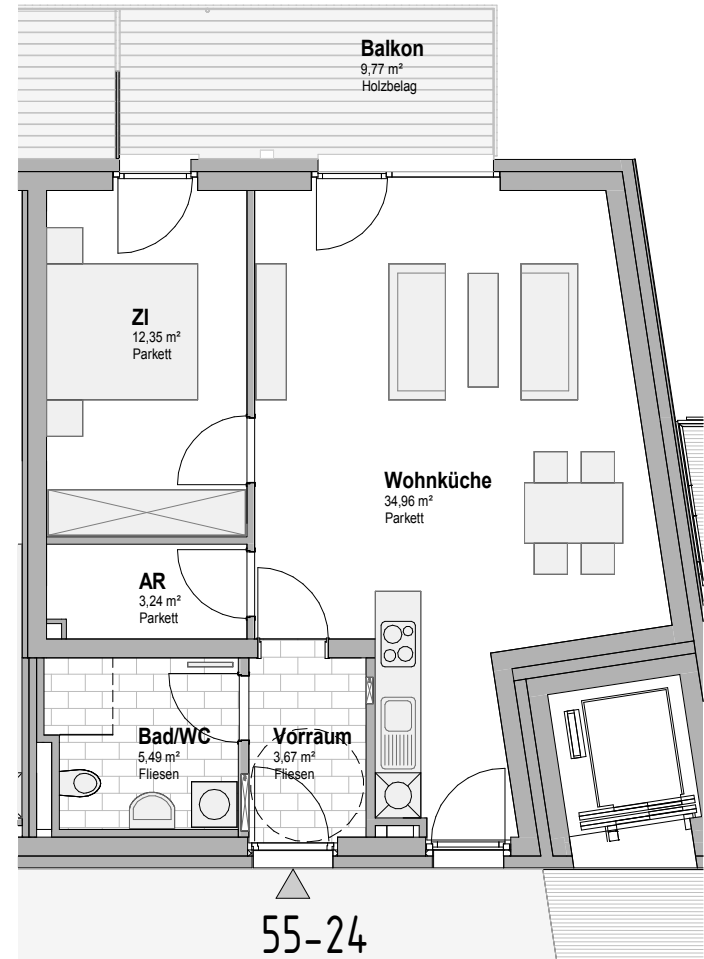 Balkon
9,77 m²
Holzbelag
ZI
12,35 m²
Parkett
Wohnküche
34,96 m²
Parkett
AR
3,24 m²
Parkett
Bad/WC
5,49 m²
Fliesen
Vorraum
3,67 m²
Fliesen
55-24